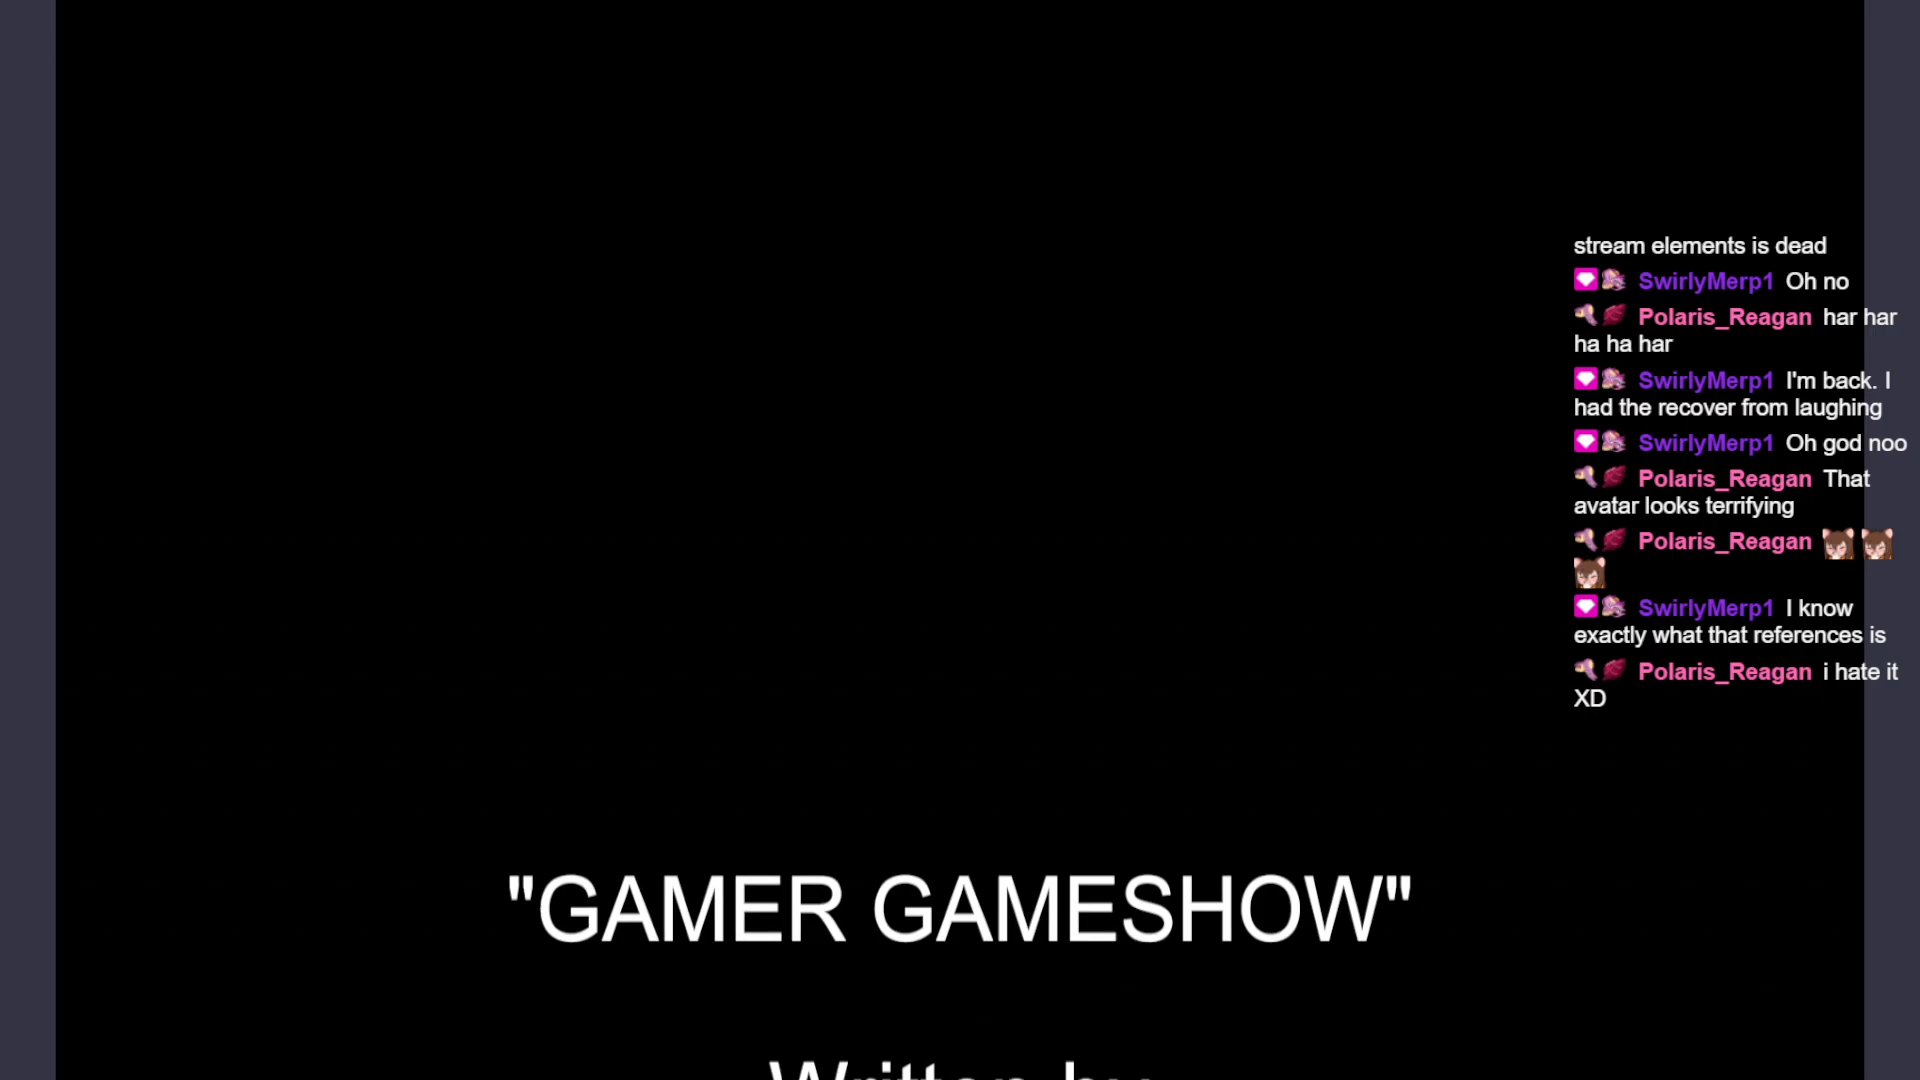 stream elements is dead
SwirlyMerp1 Oh no
Polaris_Reagan har har
ha ha har
SwirlyMerp1 I'm back. I
had the recover from laughing
SwirlyMerp1 Oh god noo
Polaris_Reagan That
avatar looks terrifying
Polaris_Reagan
SwirlyMerp1 I know
exactly what that references is
Polaris_Reagan i hate it
XD
"GAMER GAMESHOW"
Written by